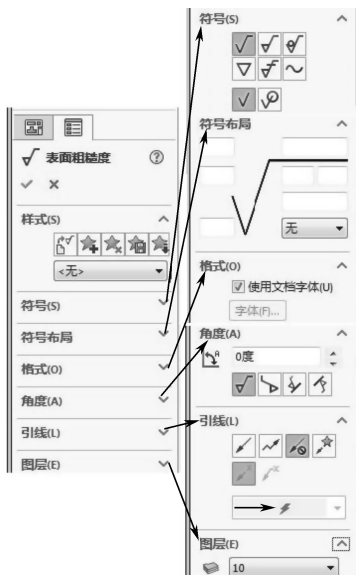 表面粗糙度
样式(S)
<无>
符号(S)
符号布局
格式(O)
角度(A)
引线(L)
图层(E)
符号(S)
符号布局
无
格式(O)
使用文档字体(U)
字体(F)...
角度(A)
0度
引线(L)
图层(E)
10